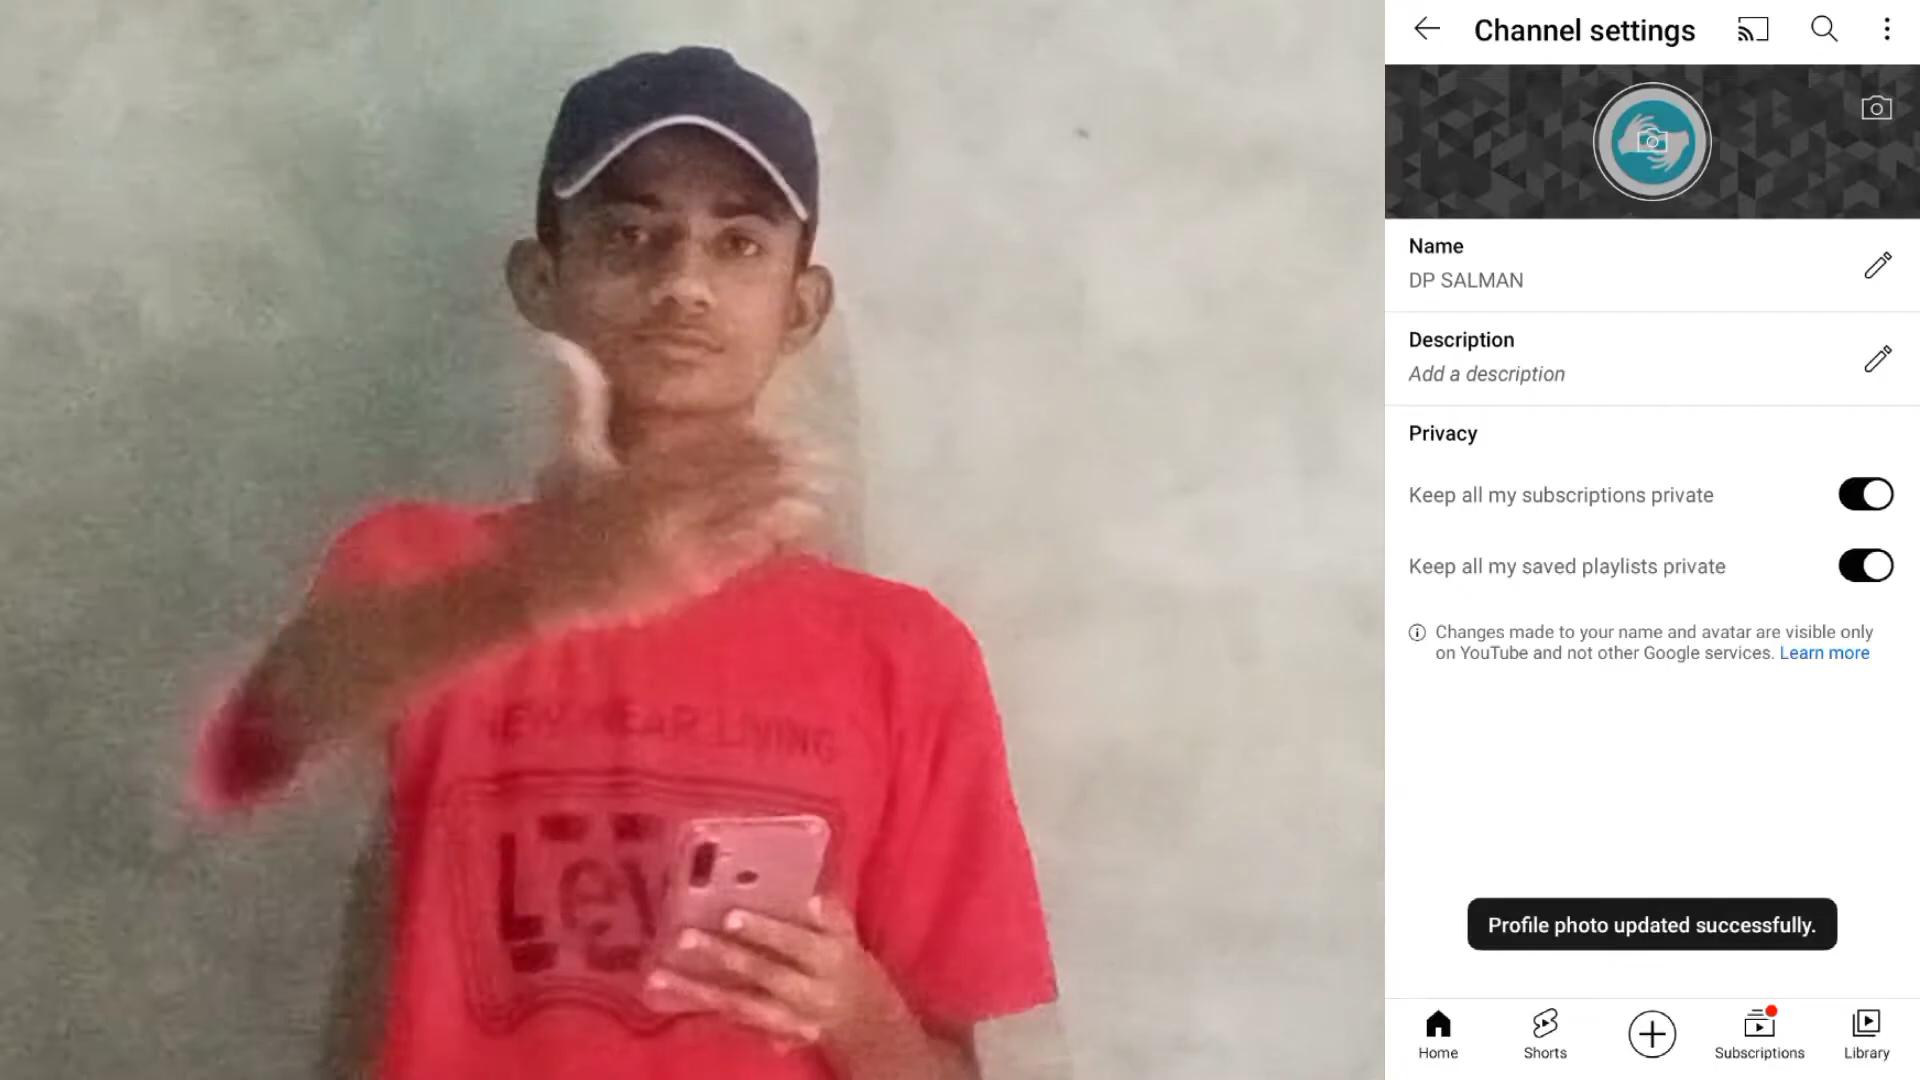 Channel settings
Name
DP SALMAN
Description
Add a description
Privacy
Keep all my subscriptions private
Keep all my saved playlists private
Changes made to your name and avatar are visible only
on YouTube and not other Google services. Learn more
Profile photo updated successfully.
Home
Shorts
Subscriptions
Library
LIVING